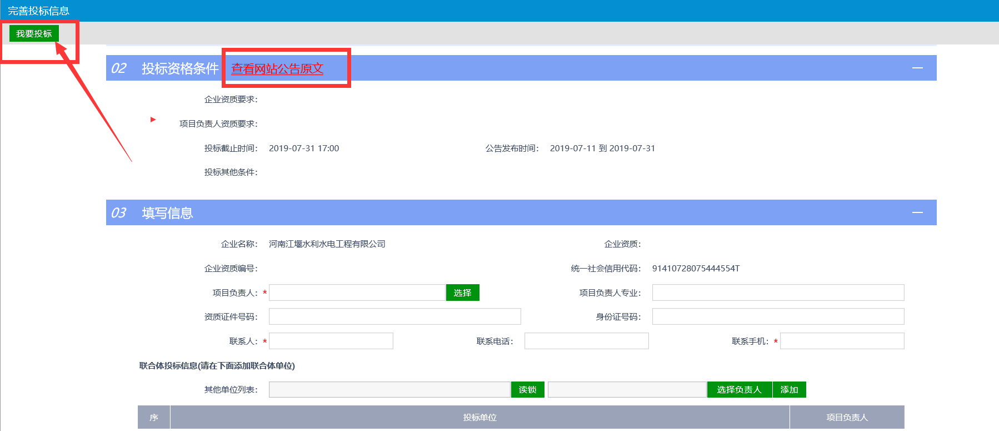 完善投标信息
我要投标
02 投标资格条件 查看网站公告原文
企业资质要求：
项目负责人资质要求：
投标截止时间： 2019-07-31 17:00 公告发布时间： 2019-07-11 到 2019-07-31
投标其他条件：
03 填写信息
企业名称： 河南江堰水利水电工程有限公司 企业资质：
企业资质编号： 统一社会信用代码： 91410728075444554T
项目负责人：* 选择 项目负责人专业：
资质证件号码： 身份证号码：
联系人：* 联系电话： 联系手机：*
联合体投标信息(请在下面添加联合体单位)
其他单位列表： 读锁 选择负责人 添加
序 投标单位 项目负责人